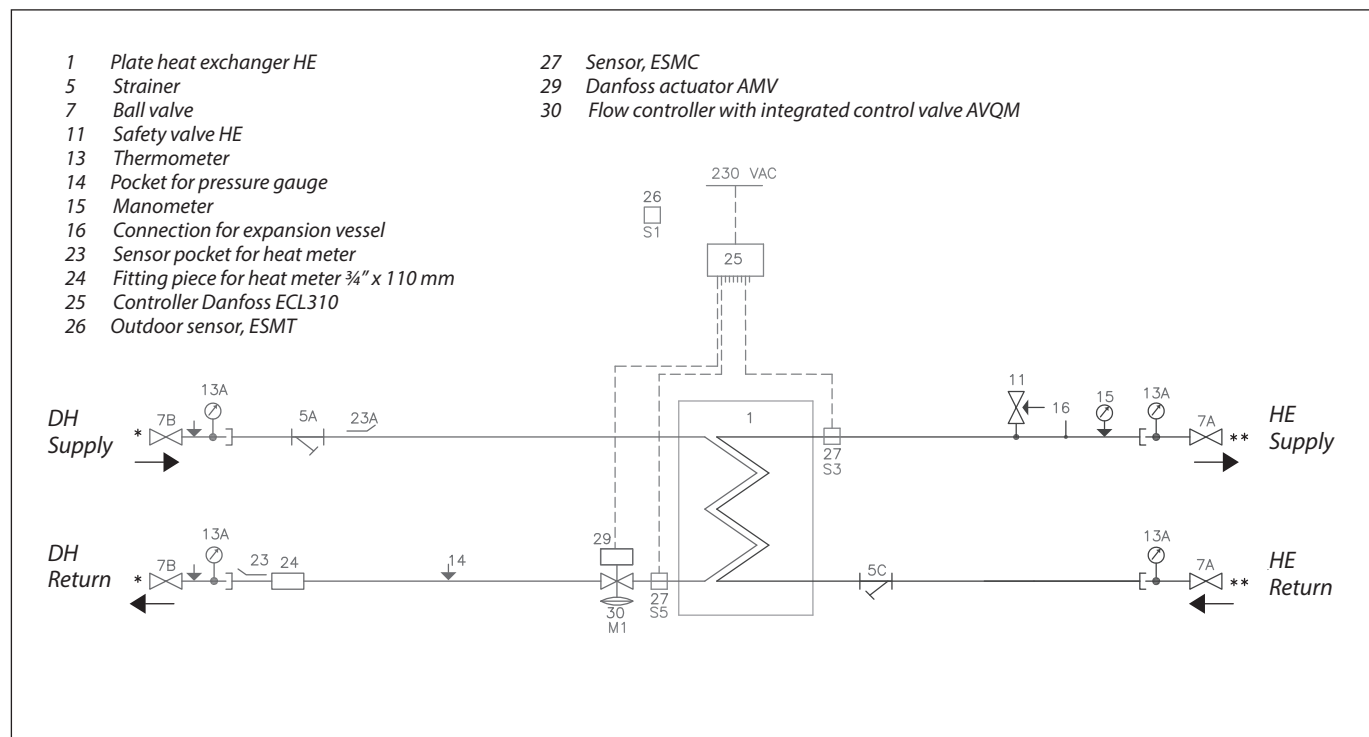 1 Plate heat exchanger HE
5 Strainer
7 Ball valve
11 Safety valve HE
13 Thermometer
14 Pocket for pressure gauge
15 Manometer
16 Connection for expansion vessel
23 Sensor pocket for heat meter
24 Fitting piece for heat meter ¾” x 110 mm
25 Controller Danfoss ECL310
26 Outdoor sensor, ESMT
27 Sensor, ESMC
29 Danfoss actuator AMV
30 Flow controller with integrated control valve AVQM
230 VAC
26
S1
25
DH
Supply
*
7B
13A
5A
23A
1
27
S3
11
16
15
13A
7A
**
HE
Supply
DH
Return
*
7B
13A
23
24
14
29
30
M1
27
S5
5C
13A
7A
**
HE
Return